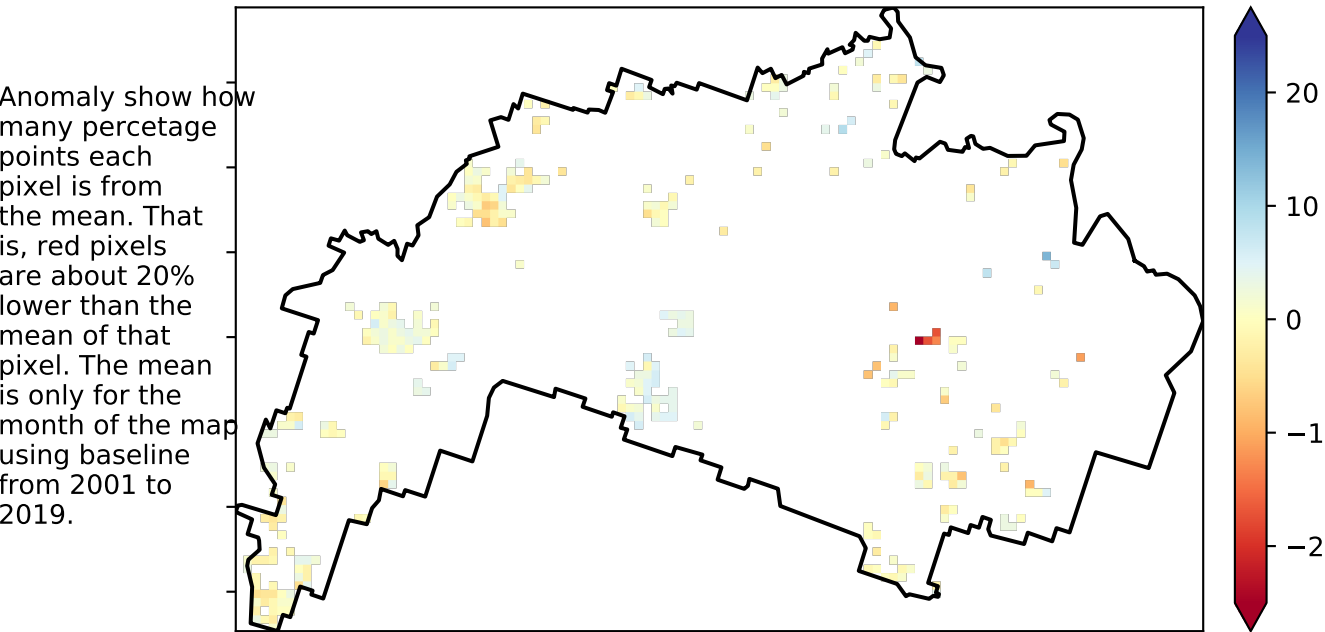 Anomaly show how
many percetage
points each
pixel is from
the mean. That
is, red pixels
are about 20%
lower than the
mean of that
pixel. The mean
is only for the
month of the map
using baseline
from 2001 to
2019.
20
10
0
−1
−2